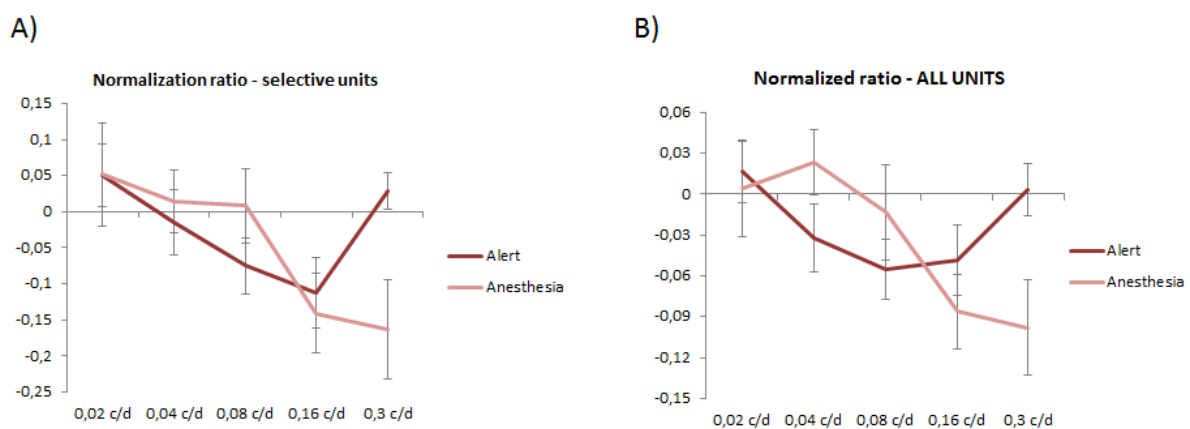 A)
Normalization ratio - selective units
0,15
0,1
0,05
0
-0,05
-0,1
-0,15
-0,2
-0,25
0,02 c/d 0,04 c/d 0,08 c/d 0,16 c/d 0,3 c/d
Alert
Anesthesia
B)
Normalized ratio - ALL UNITS
0,06
0,03
0
-0,03
-0,06
-0,09
-0,12
-0,15
0,02 c/d 0,04 c/d 0,08 c/d 0,16 c/d 0,3 c/d
Alert
Anesthesia